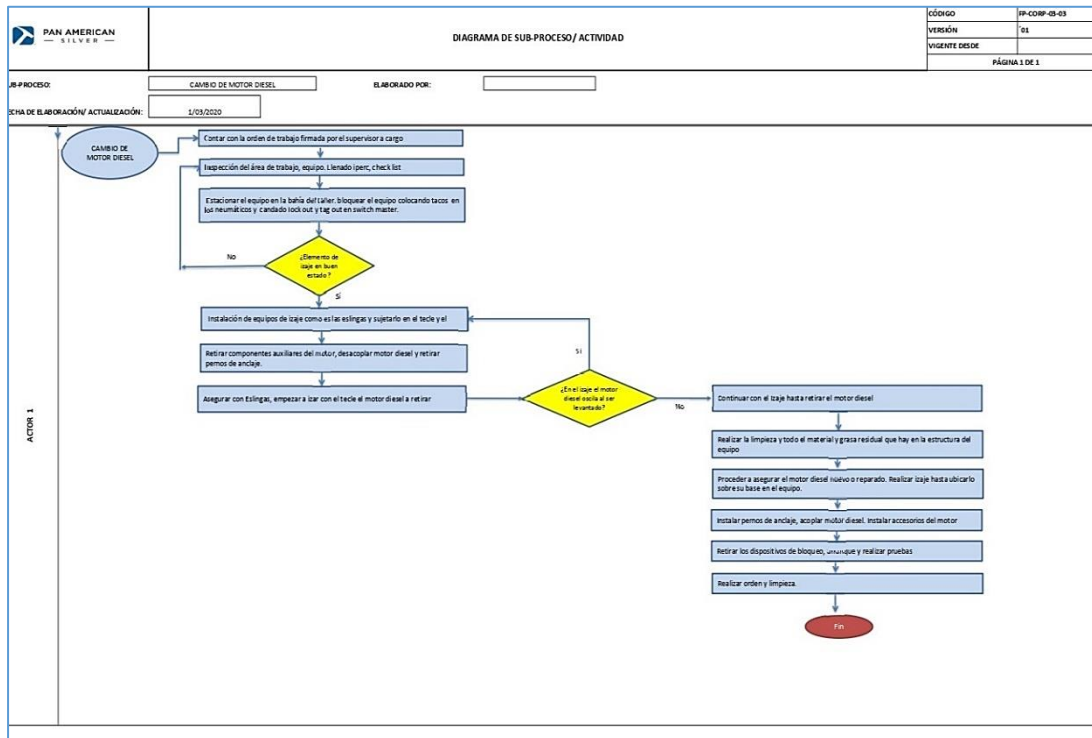 PAN AMERICAN
— SILVER —
DIAGRAMA DE SUB-PROCESO/ ACTIVIDAD
CÓDIGO
FP-CORP-03-03
VERSIÓN
'01
VIGENTE DESDE
PÁGINA 1 DE 1
UB-PROCESO:
CAMBIO DE MOTOR DIESEL
ELABORADO POR:
ECHA DE ELABORACIÓN/ ACTUALIZACIÓN:
1/03/2020
ACTOR 1
CAMBIO DE
MOTOR DIESEL
Contar con la orden de trabajo firmada por el supervisor a cargo
Inspección del área de trabajo, equipo. Llenado iperc, check list
Estacionar el equipo en la bahía del taller, bloquear el equipo colocando tacos en
los neumáticos y candado lock out y tag out en switch master.
¿Elemento de
izaje en buen
estado?
No
Sí
Instalación de equipos de izaje como es las eslingas y sujetarlo en el tecle y el
Retirar componentes auxiliares del motor, desacoplar motor diesel y retirar
pernos de anclaje.
Asegurar con Eslingas, empezar a izar con el tecle el motor diesel a retirar
¿En el izaje el motor
diesel oscila al ser
levantado?
Si
No
Continuar con el Izaje hasta retirar el motor diesel
Realizar la limpieza y todo el material y grasa residual que hay en la estructura del
equipo
Proceder a asegurar el motor diesel nuevo o reparado. Realizar izaje hasta ubicarlo
sobre su base en el equipo.
Instalar pernos de anclaje, acoplar motor diesel. Instalar accesorios del motor
Retirar los dispositivos de bloqueo, arranque y realizar pruebas
Realizar orden y limpieza.
Fin